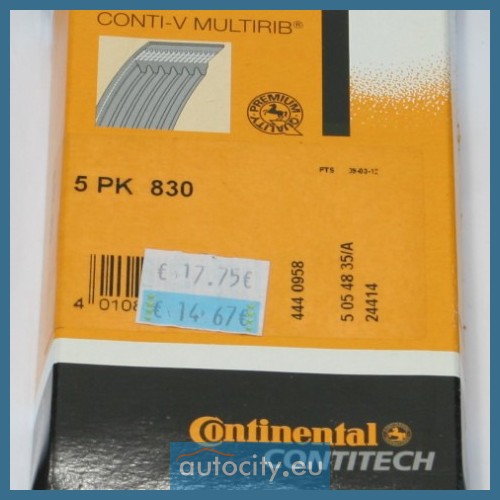 CONTI-V MULTIRIB®
QUALITY · PREMIUM ·
5 PK 830
PTS
€ 17.75€
€ 14.67€
4 0108
444 0958
5 05 48 35/A
24414
Continental
CONTITECH
autocity.eu